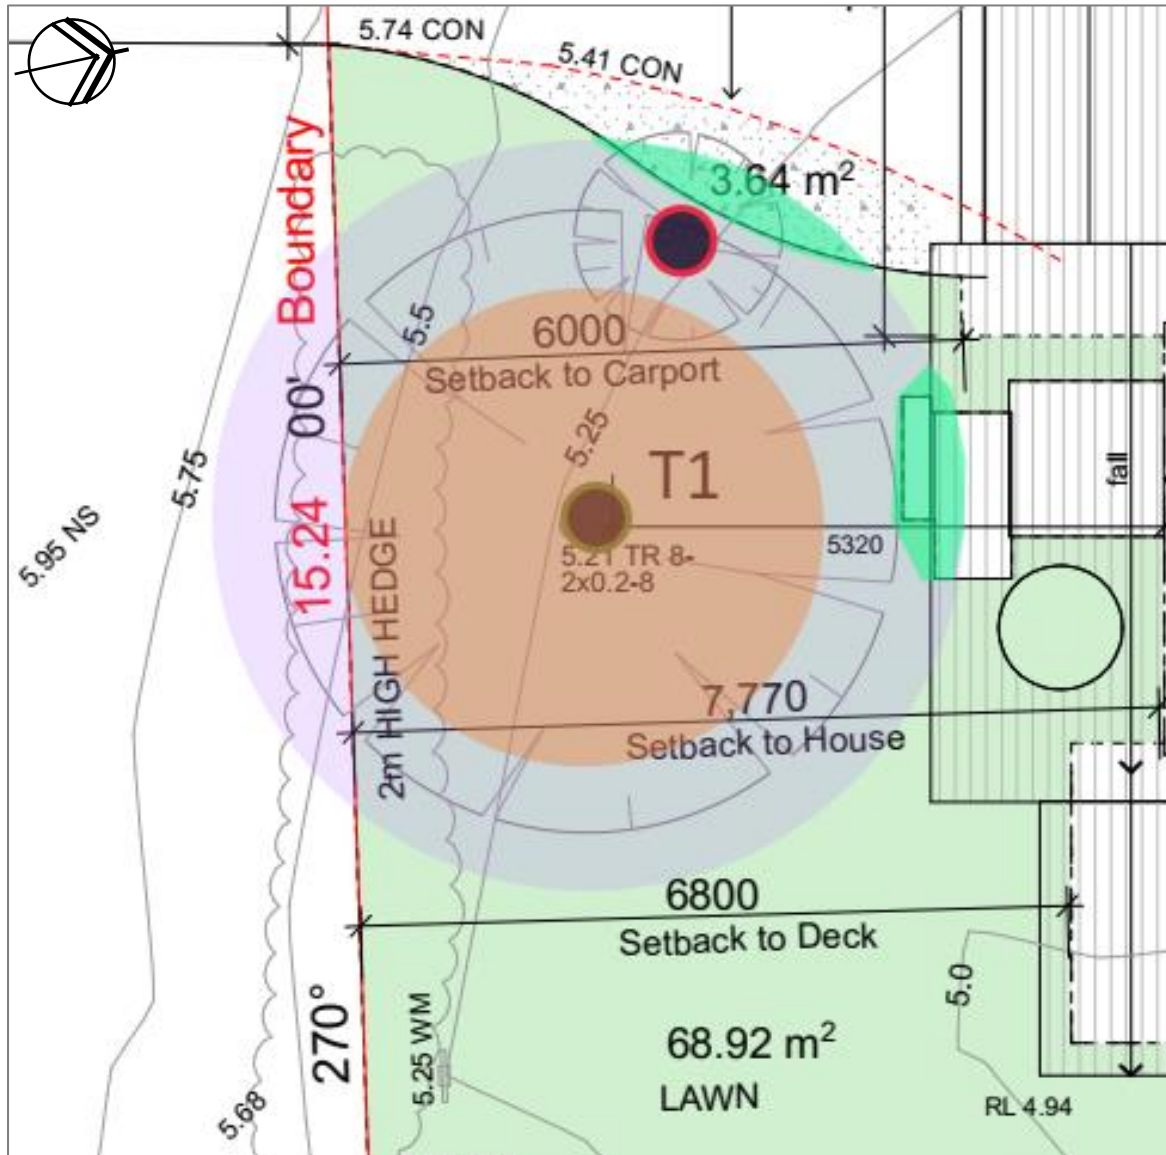 5.74 CON
5.41 CON
3.64 m²
Boundary
5.5
6000
Setback to Carport
00'
5.25
T1
5.75
fall
15.24
5.95 NS
5320
5.21 TR 8-
2x0.2-8
2m HIGH HEDGE
7,770
Setback to House
6800
Setback to Deck
5.0
270°
5.25 WM
68.92 m²
LAWN
5.68
RL 4.94